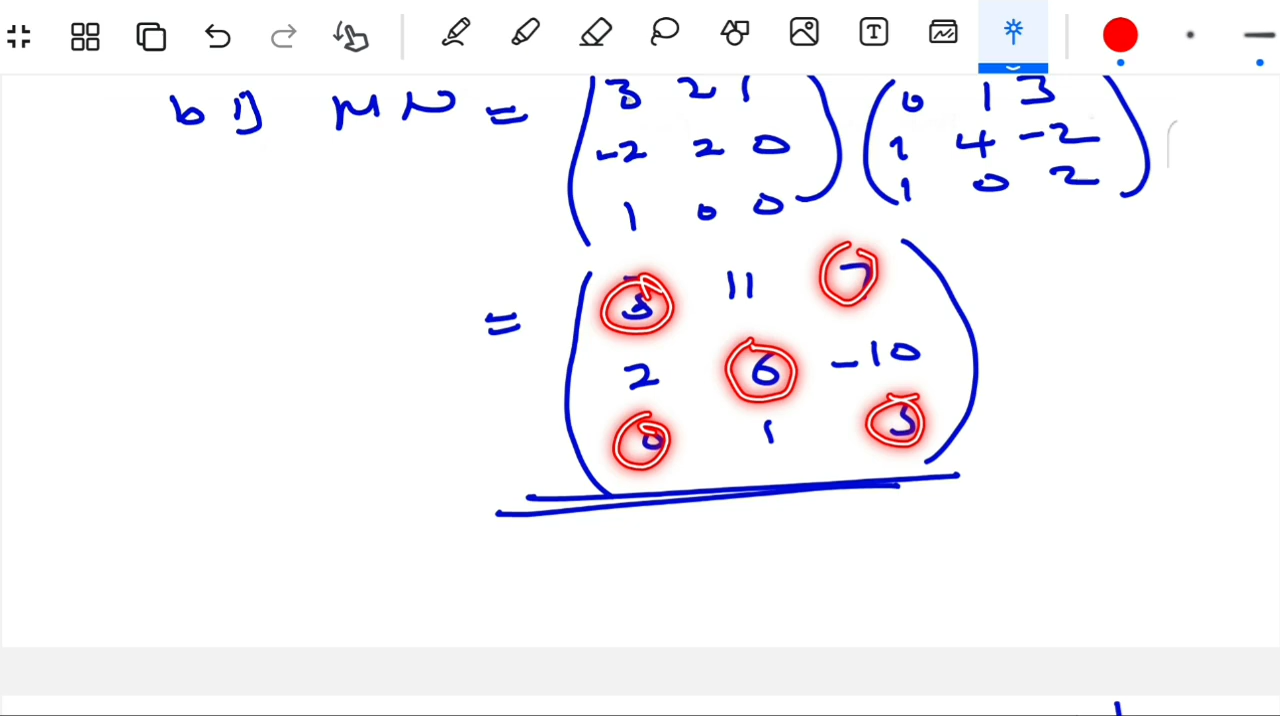 b i) MN = ( 3 2 1 ) ( 0 1 3 )
-2 2 0 1 4 -2
1 0 0 1 0 2
= ( 3 11 7
2 6 -10
0 1 3 )